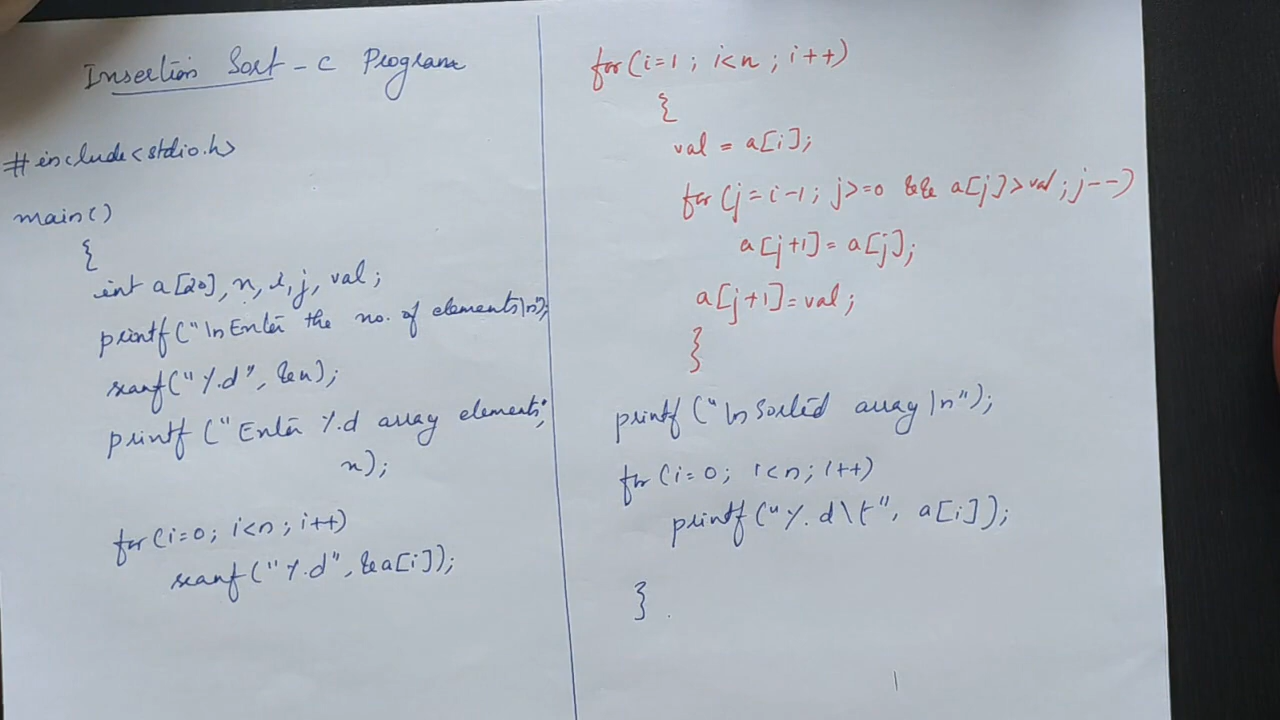 Insertion Sort - C Program
#include<stdio.h>
main()
{
int a[20], n, i, j, val;
printf("\nEnter the no. of elements\n");
scanf("%d", &n);
printf("Enter %d array elements",
n);
for(i=0; i<n; i++)
scanf("%d", &a[i]);
for(i=1; i<n; i++)
{
val = a[i];
for(j=i-1; j>=0 && a[j]>val; j--)
a[j+1]=a[j];
a[j+1]=val;
}
printf("\nSorted array\n");
for(i=0; i<n; i++)
printf("%d\t", a[i]);
}